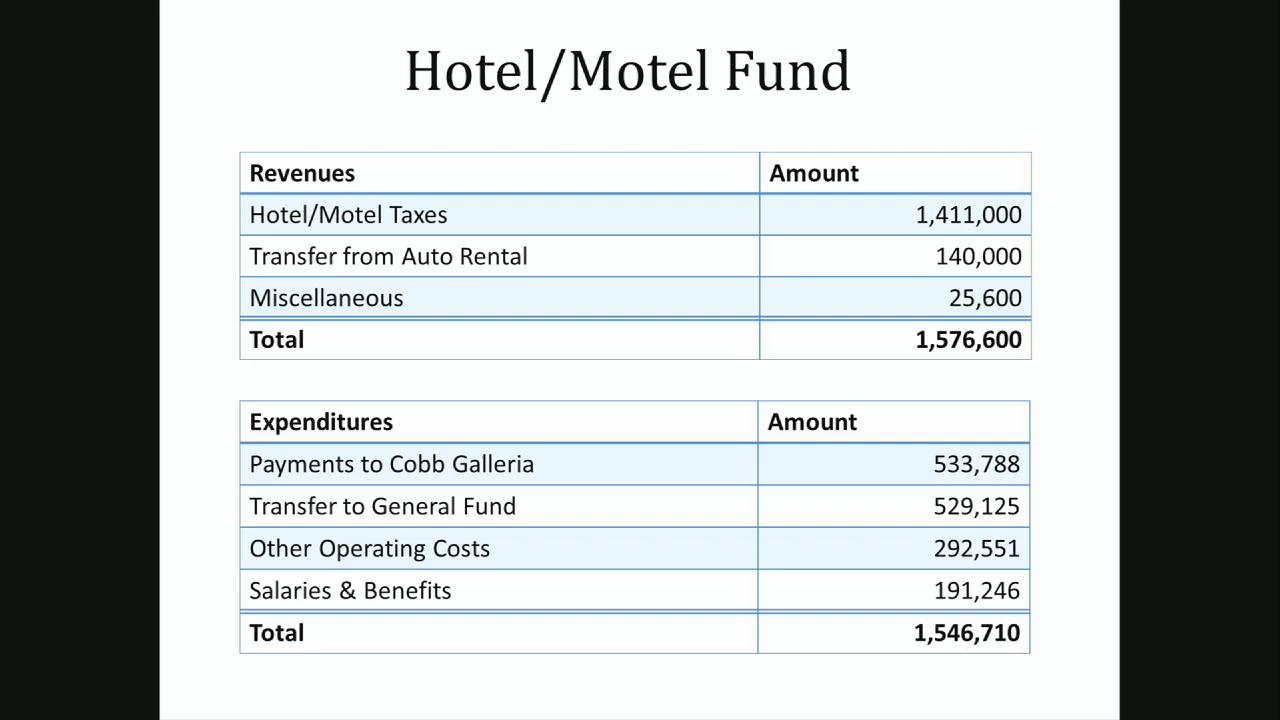 Hotel/Motel Fund
Revenues Amount
Hotel/Motel Taxes 1,411,000
Transfer from Auto Rental 140,000
Miscellaneous 25,600
Total 1,576,600
Expenditures Amount
Payments to Cobb Galleria 533,788
Transfer to General Fund 529,125
Other Operating Costs 292,551
Salaries & Benefits 191,246
Total 1,546,710